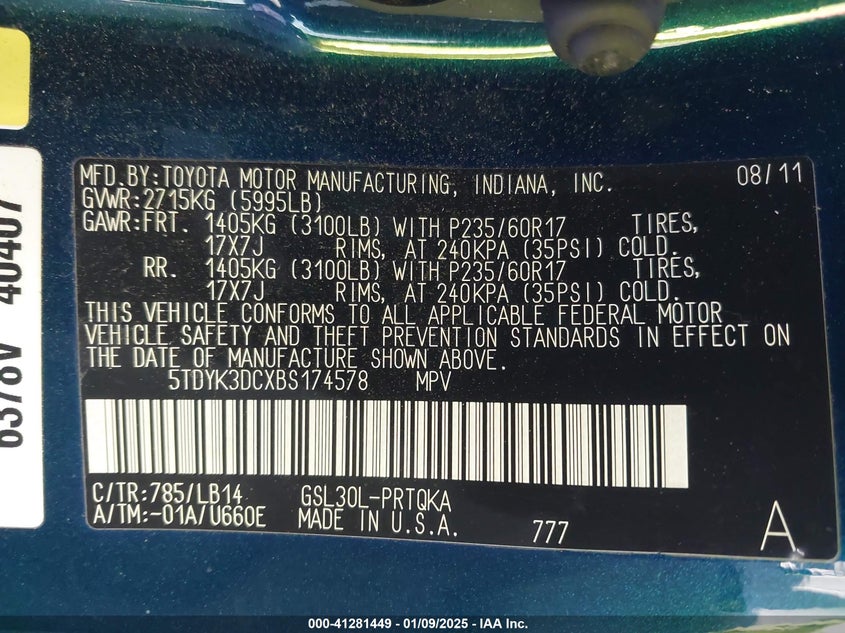 MFD.BY:TOYOTA MOTOR MANUFACTURING, INDIANA, INC. 08/11
GVWR:2715KG (5995LB)
GAWR:FRT. 1405KG (3100LB) WITH P235/60R17 TIRES,
17X7J RIMS, AT 240KPA (35PSI) COLD.
RR. 1405KG (3100LB) WITH P235/60R17 TIRES,
17X7J RIMS, AT 240KPA (35PSI) COLD.
THIS VEHICLE CONFORMS TO ALL APPLICABLE FEDERAL MOTOR
VEHICLE SAFETY AND THEFT PREVENTION STANDARDS IN EFFECT ON
THE DATE OF MANUFACTURE SHOWN ABOVE.
5TDYK3DCXBS174578 MPV
C/TR:785/LB14 GSL30L-PRTQKA
A/TM:-01A/U660E MADE IN U.S.A. 777 A
000-41281449 - 01/09/2025 - IAA Inc.